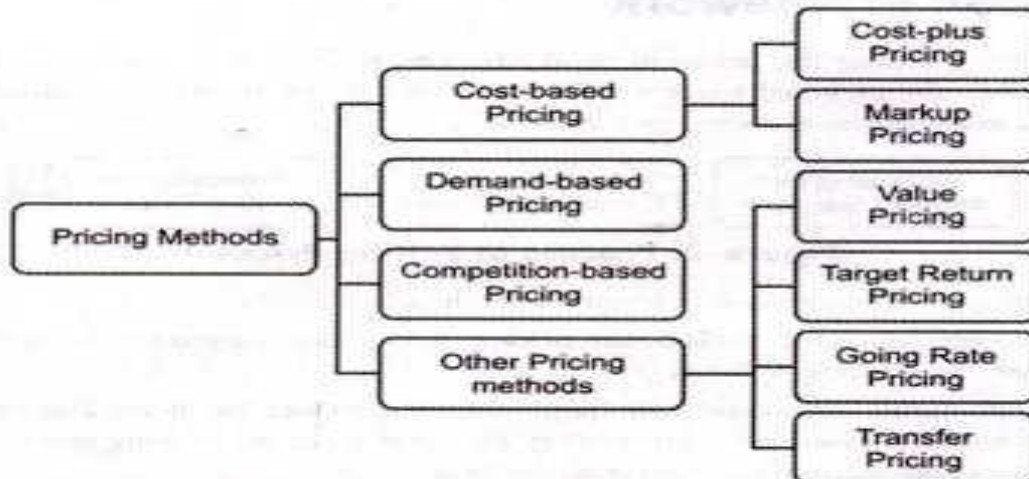 Pricing Methods
Cost-based
Pricing
Demand-based
Pricing
Competition-based
Pricing
Other Pricing
methods
Cost-plus
Pricing
Markup
Pricing
Value
Pricing
Target Return
Pricing
Going Rate
Pricing
Transfer
Pricing